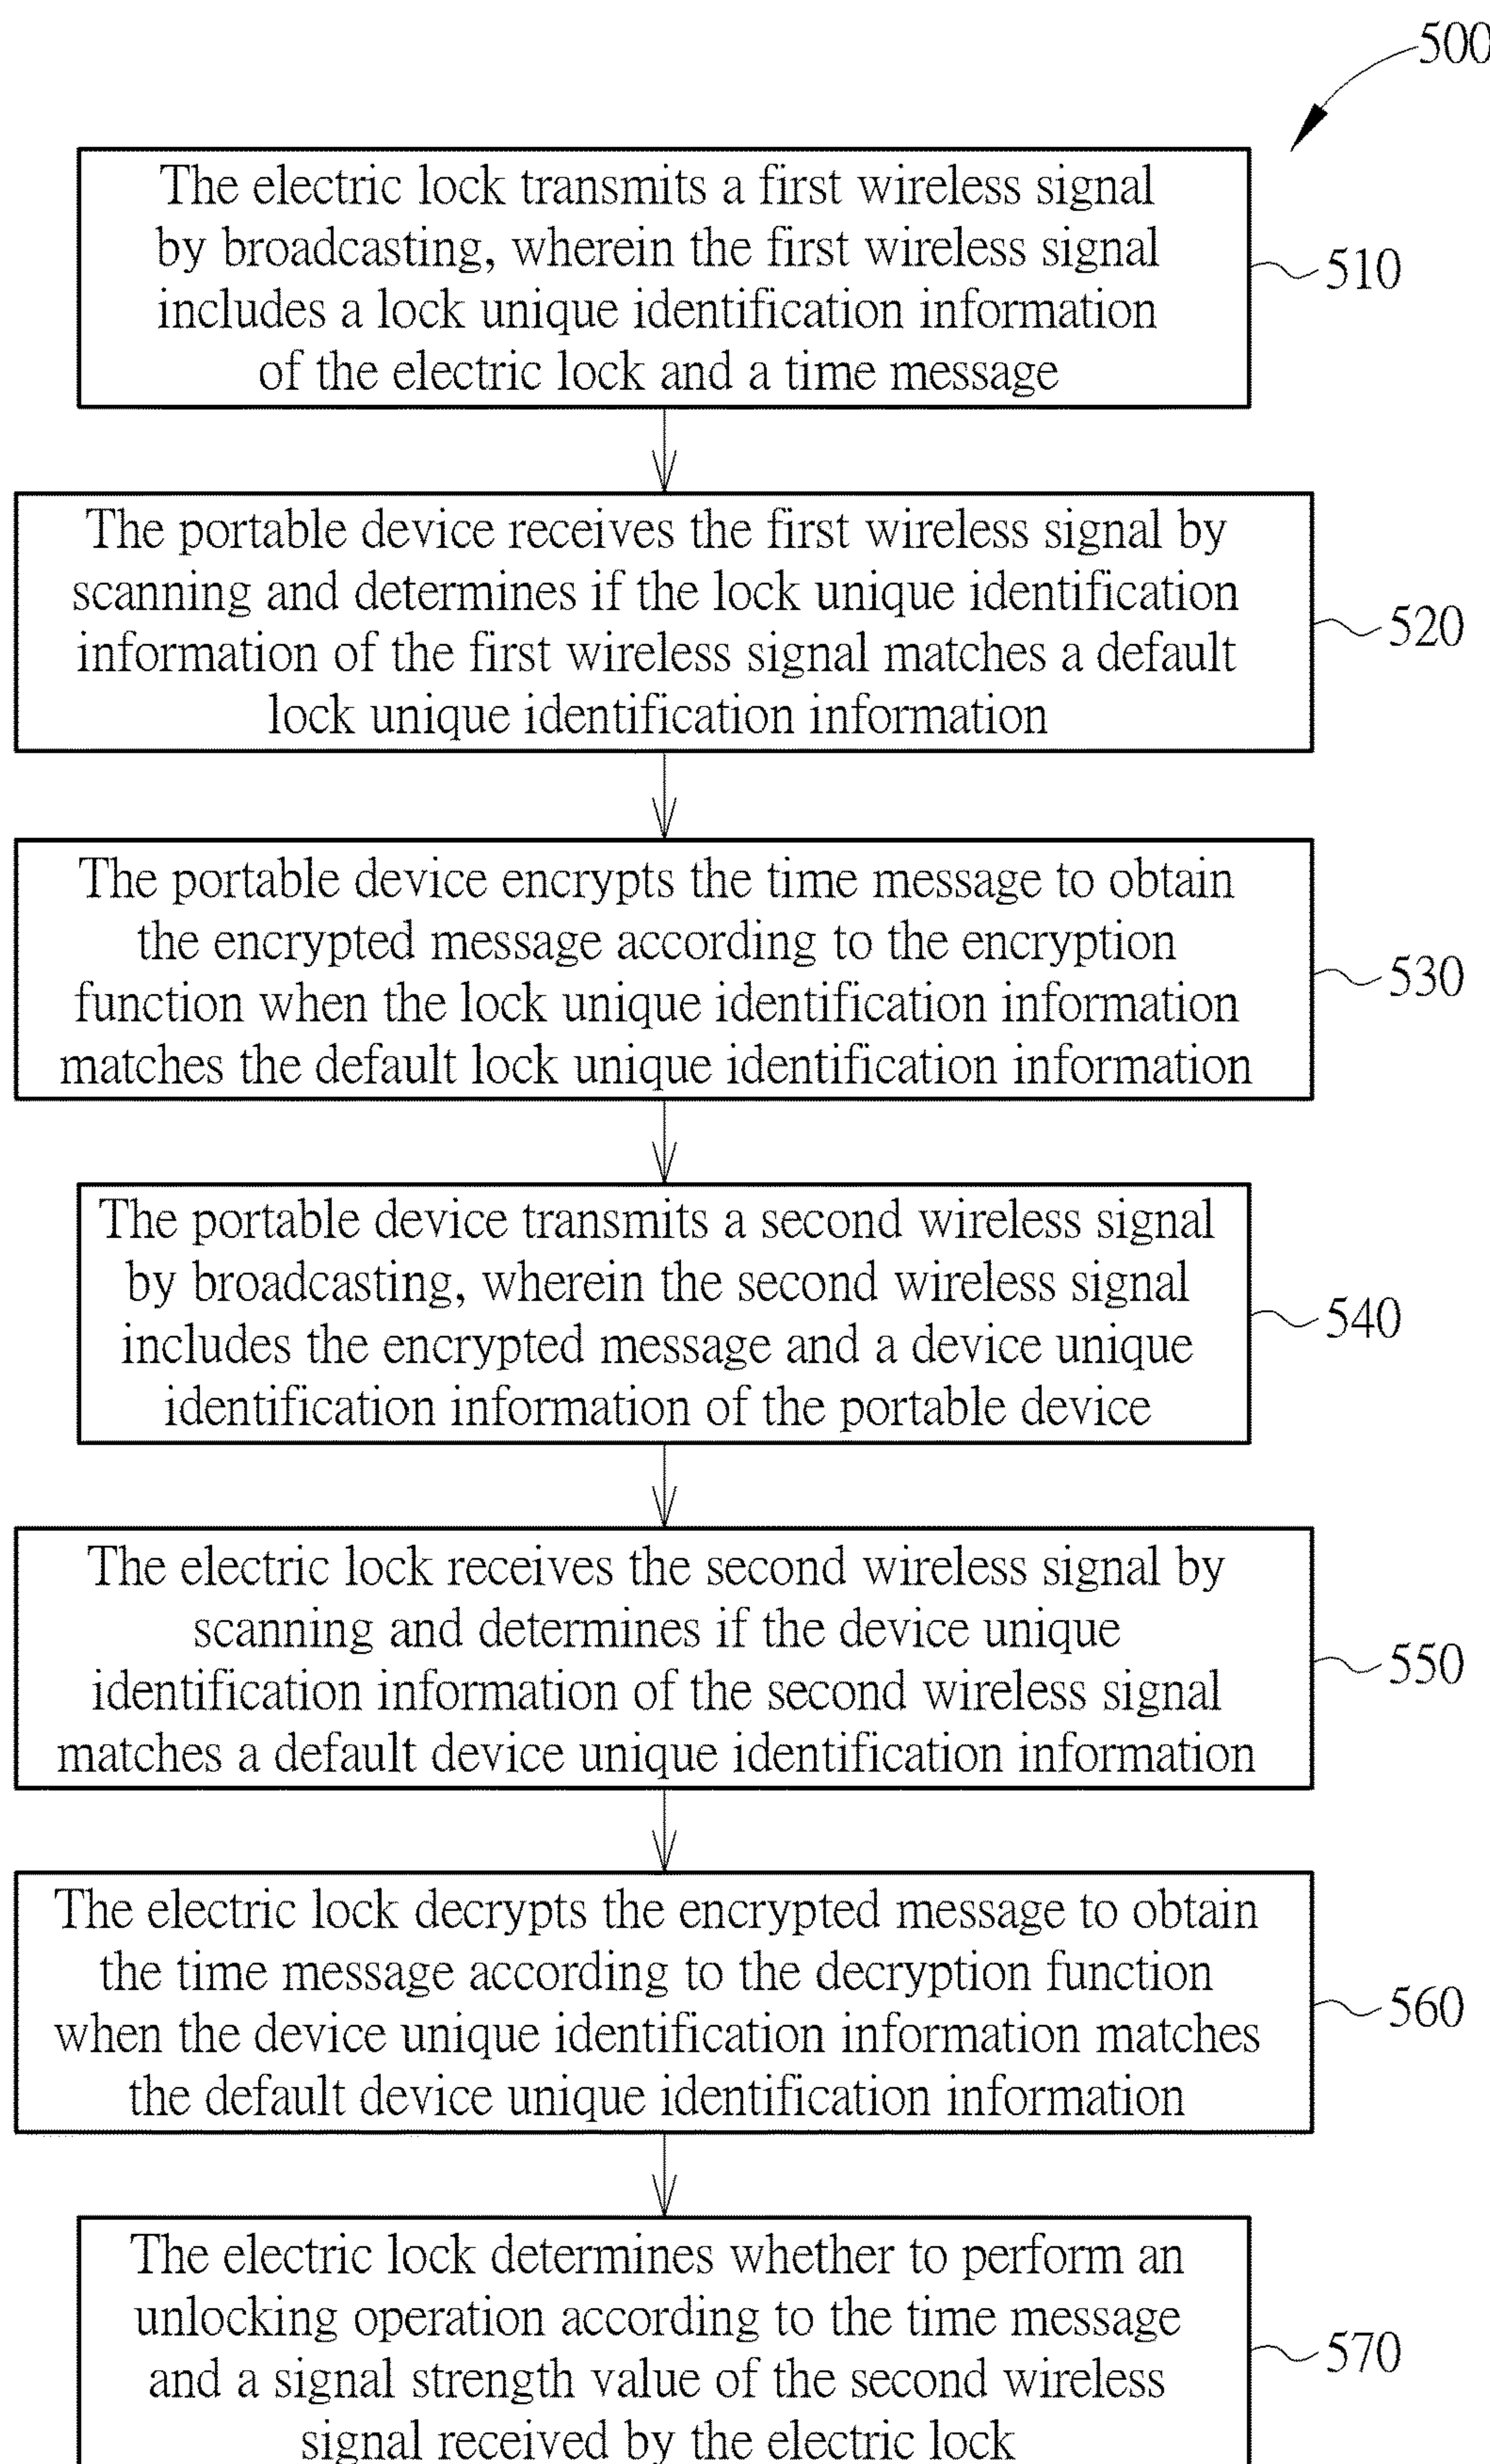 500
The electric lock transmits a first wireless signal
by broadcasting, wherein the first wireless signal
includes a lock unique identification information
of the electric lock and a time message
510
The portable device receives the first wireless signal by
scanning and determines if the lock unique identification
information of the first wireless signal matches a default
lock unique identification information
520
The portable device encrypts the time message to obtain
the encrypted message according to the encryption
function when the lock unique identification information
matches the default lock unique identification information
530
The portable device transmits a second wireless signal
by broadcasting, wherein the second wireless signal
includes the encrypted message and a device unique
identification information of the portable device
540
The electric lock receives the second wireless signal by
scanning and determines if the device unique
identification information of the second wireless signal
matches a default device unique identification information
550
The electric lock decrypts the encrypted message to obtain
the time message according to the decryption function
when the device unique identification information matches
the default device unique identification information
560
The electric lock determines whether to perform an
unlocking operation according to the time message
and a signal strength value of the second wireless
signal received by the electric lock
570